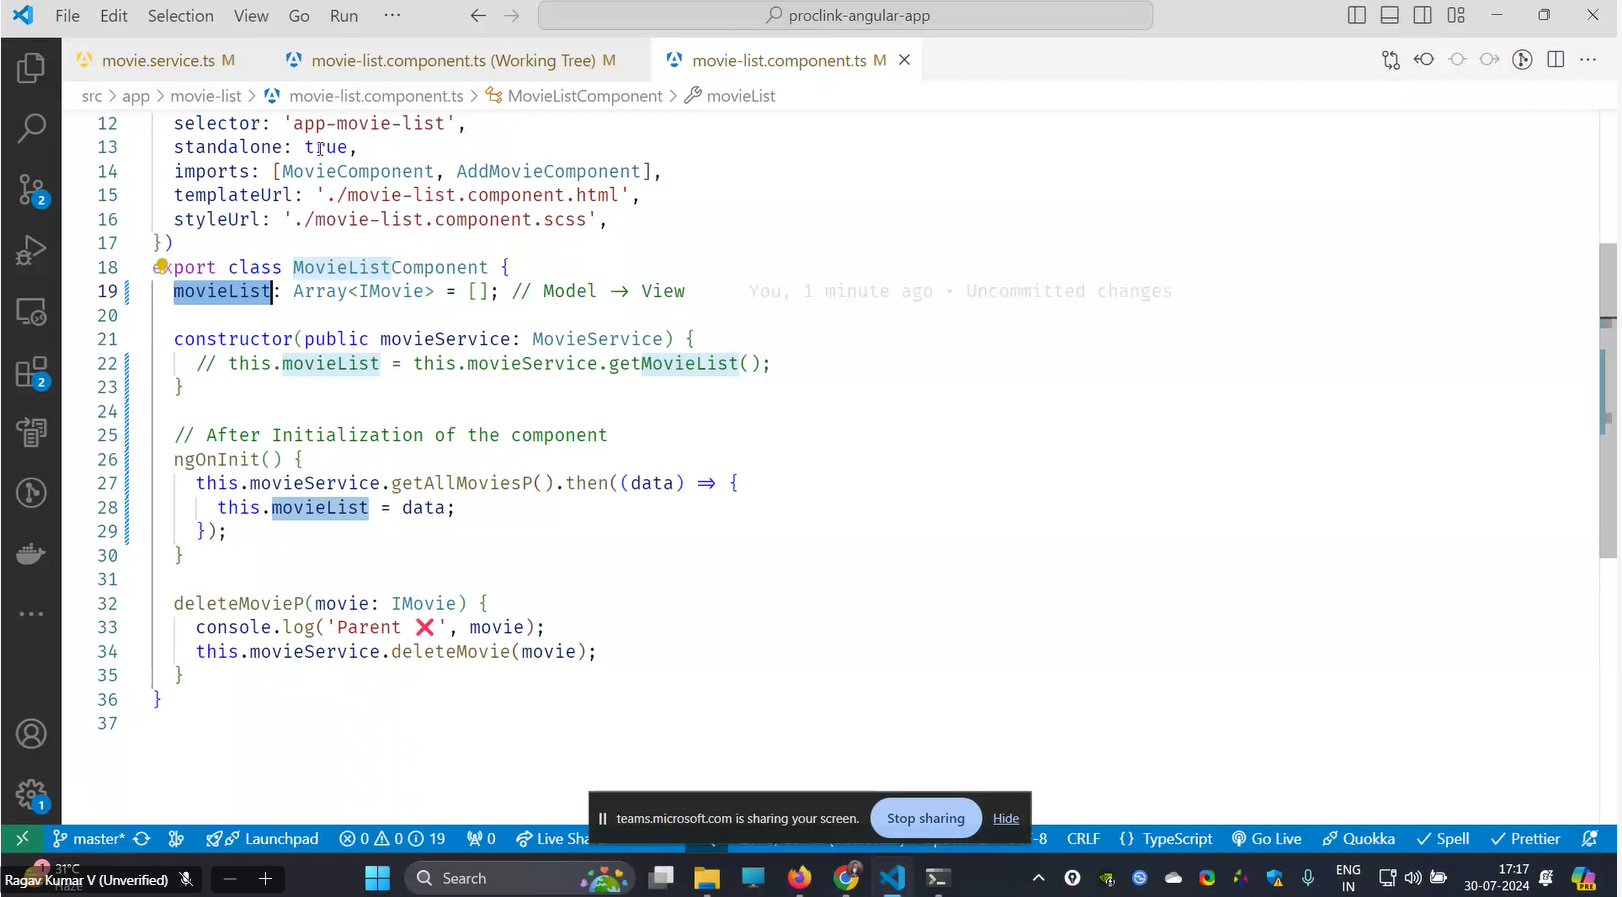 File Edit Selection View Go Run ··· proclink-angular-app
movie.service.ts M movie-list.component.ts (Working Tree) M movie-list.component.ts M
src > app > movie-list > movie-list.component.ts > MovieListComponent > movieList
12 selector: 'app-movie-list',
13 standalone: true,
14 imports: [MovieComponent, AddMovieComponent],
15 templateUrl: './movie-list.component.html',
16 styleUrl: './movie-list.component.scss',
17 })
18 export class MovieListComponent {
19 movieList: Array<IMovie> = []; // Model → View You, 1 minute ago • Uncommitted changes
20
21 constructor(public movieService: MovieService) {
22 // this.movieList = this.movieService.getMovieList();
23 }
24
25 // After Initialization of the component
26 ngOnInit() {
27 this.movieService.getAllMoviesP().then((data) ⇒ {
28 this.movieList = data;
29 });
30 }
31
32 deleteMovieP(movie: IMovie) {
33 console.log('Parent ❌', movie);
34 this.movieService.deleteMovie(movie);
35 }
36 }
37
2
2
1
teams.microsoft.com is sharing your screen. Stop sharing Hide
master* Launchpad 0 0 19 0 Live Sha -8 CRLF {} TypeScript Go Live Quokka Spell Prettier
1 31°C
Haze
Ragav Kumar V (Unverified)
Search
ENG
IN
17:17
30-07-2024
PRE